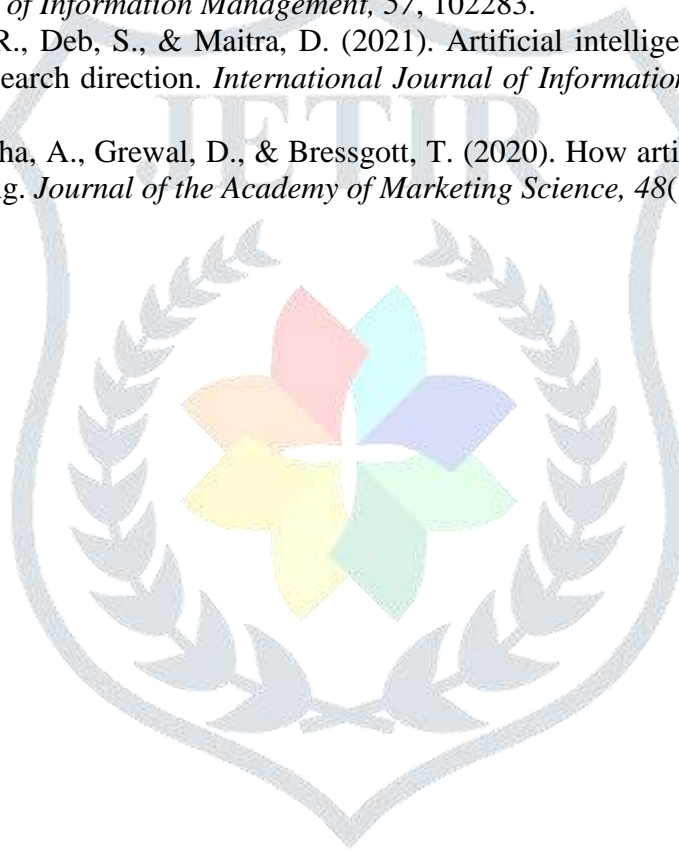 of Information Management, 57, 102283.
R., Deb, S., & Maitra, D. (2021). Artificial intellige
earch direction. International Journal of Information
JETIR
ha, A., Grewal, D., & Bressgott, T. (2020). How arti
g. Journal of the Academy of Marketing Science, 48(